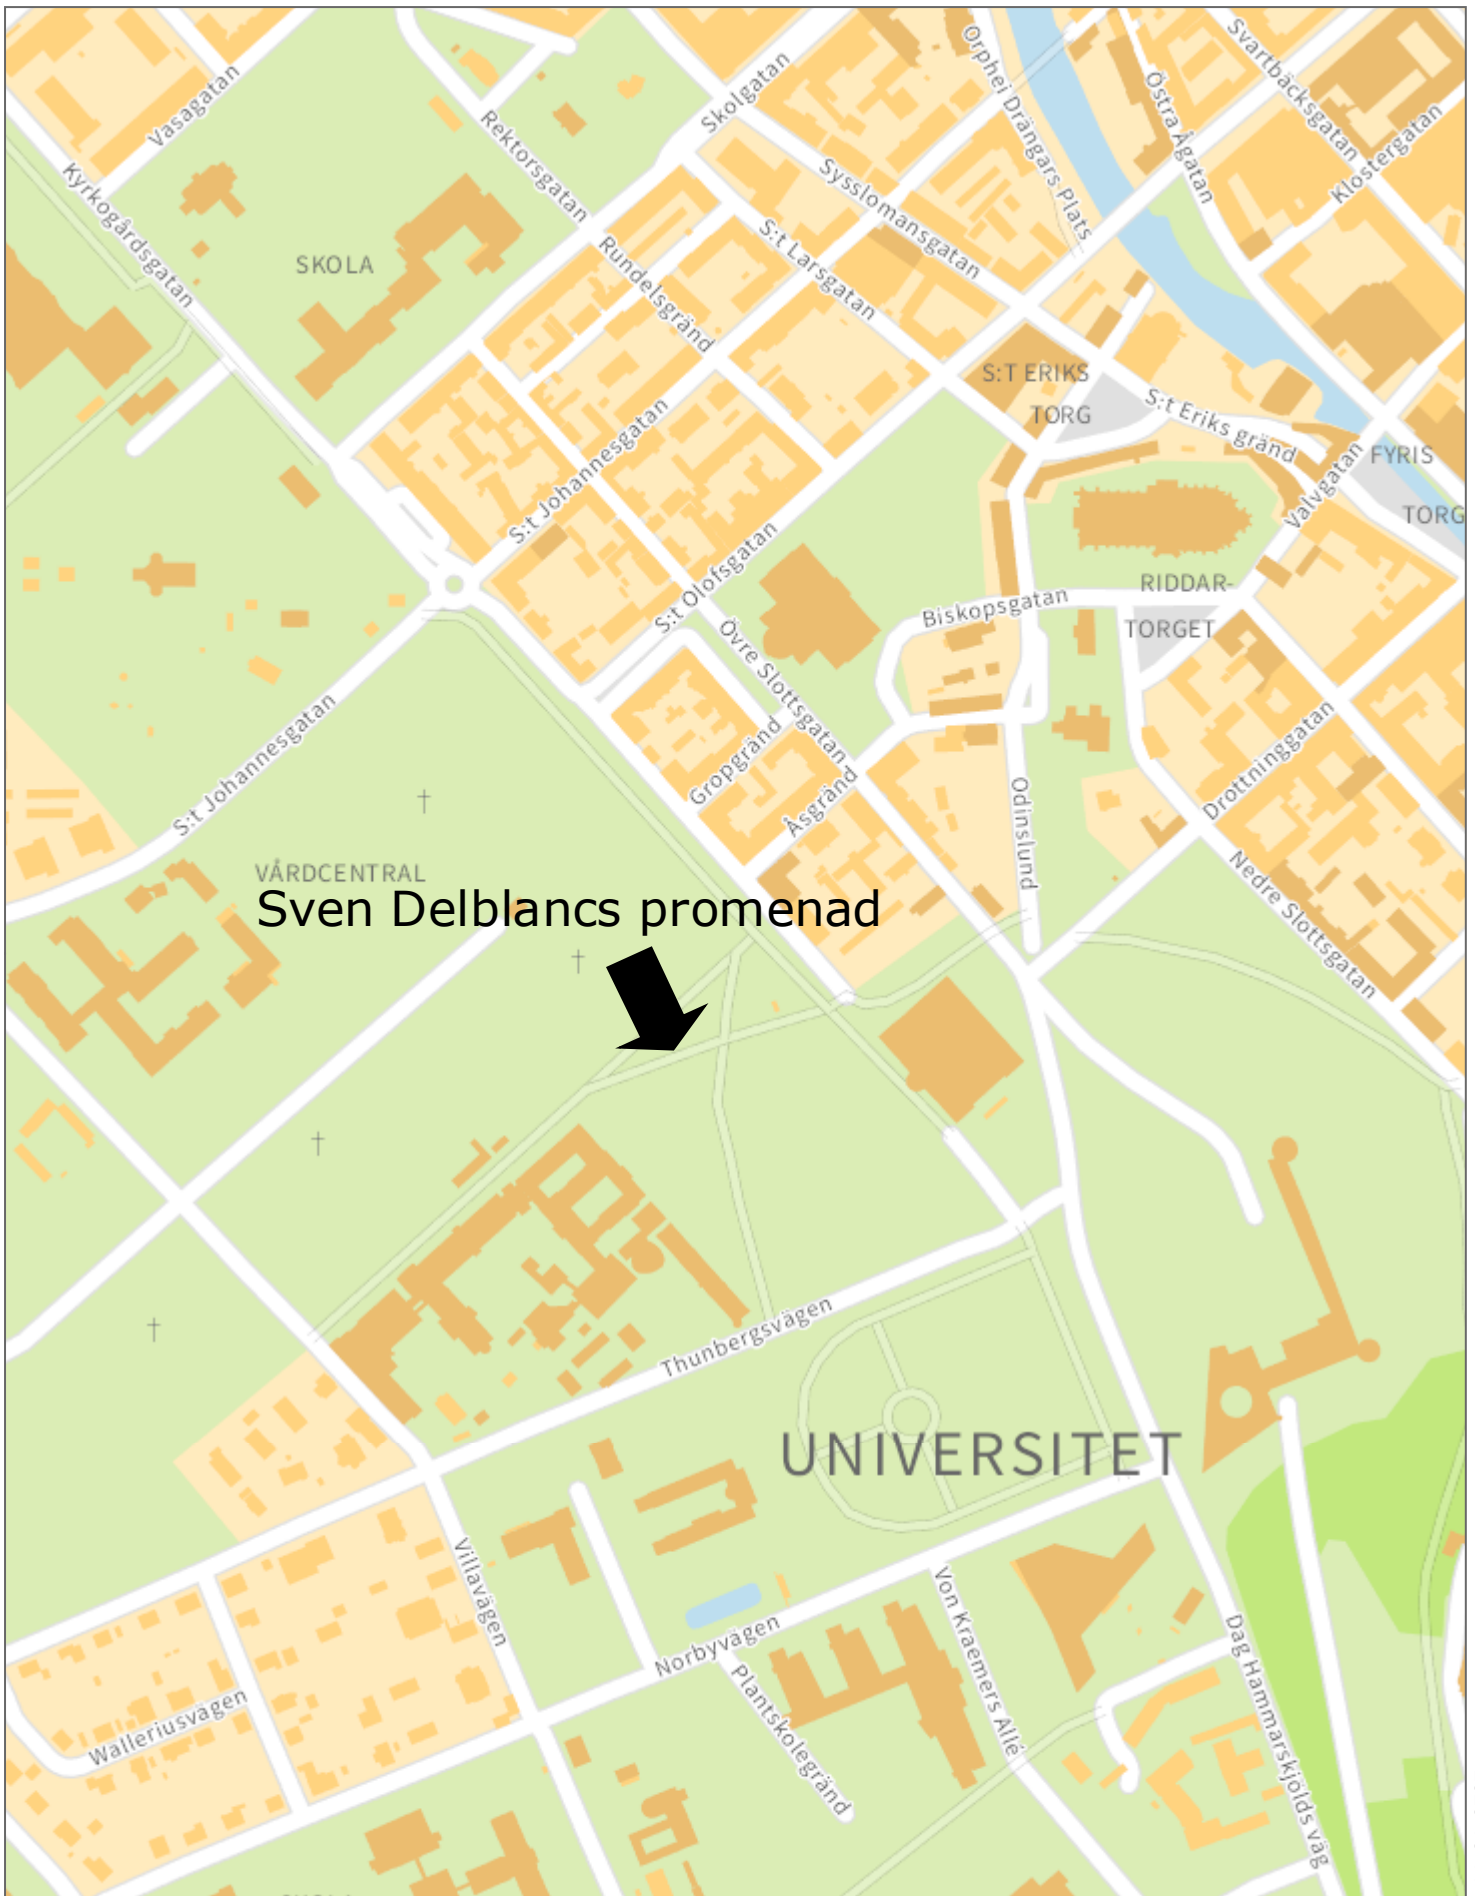 Vasagatan
Kyrkogårdsgatan
SKOLA
Rektorsgatan
Skolgatan
Orphei Drängars Plats
Östra Ågatan
Svartbäcksgatan
Klostergatan
Sysslomansgatan
S:t Larsgatan
Rundelsgränd
S:T ERIKS
TORG
S:t Eriks gränd
Valvgatan
FYRIS
TORG
S:t Johannesgatan
S:t Olofsgatan
RIDDAR-
TORGET
Biskopsgatan
Övre Slottsgatan
Gropgränd
Åsgränd
Odinslund
Drottninggatan
Nedre Slottsgatan
S:t Johannesgatan
VÅRDCENTRAL
Sven Delblancs promenad
Thunbergsvägen
UNIVERSITET
Villavägen
Norbyvägen
Von Kraemers Allé
Dag Hammarskjölds väg
Plantskolegränd
Walleriusvägen